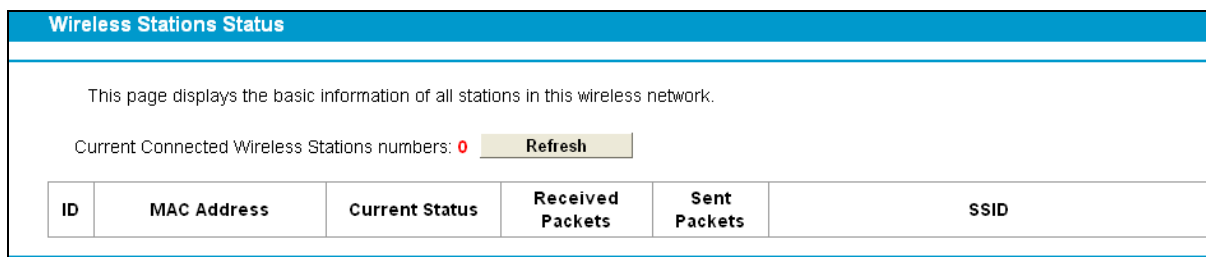 Wireless Stations Status
This page displays the basic information of all stations in this wireless network.
Current Connected Wireless Stations numbers: 0 Refresh
ID MAC Address Current Status Received Packets Sent Packets SSID